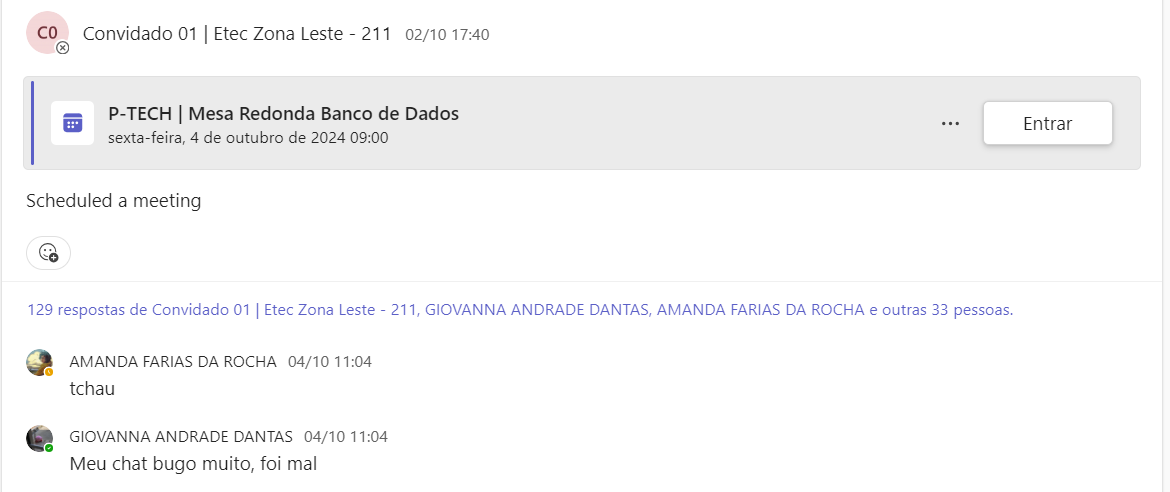 C0
Convidado 01 | Etec Zona Leste - 211 02/10 17:40
P-TECH | Mesa Redonda Banco de Dados
sexta-feira, 4 de outubro de 2024 09:00
... Entrar
Scheduled a meeting
129 respostas de Convidado 01 | Etec Zona Leste - 211, GIOVANNA ANDRADE DANTAS, AMANDA FARIAS DA ROCHA e outras 33 pessoas.
AMANDA FARIAS DA ROCHA 04/10 11:04
tchau
GIOVANNA ANDRADE DANTAS 04/10 11:04
Meu chat bugo muito, foi mal